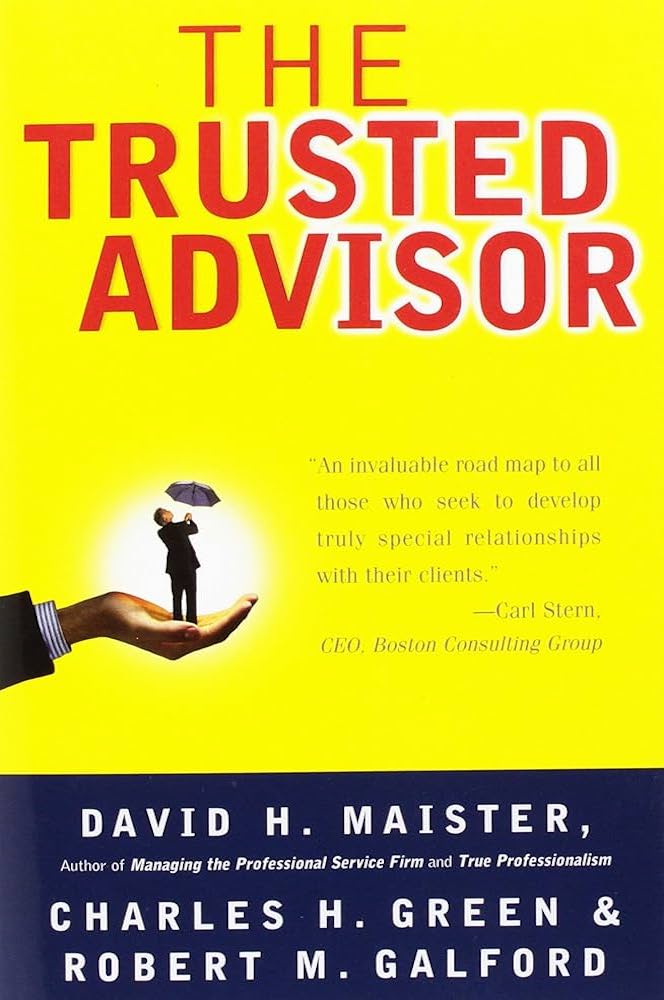 THE
TRUSTED
ADVISOR
“An invaluable road map to all
those who seek to develop
truly special relationships
with their clients.”
—Carl Stern,
CEO, Boston Consulting Group
DAVID H. MAISTER,
Author of Managing the Professional Service Firm and True Professionalism
CHARLES H. GREEN &
ROBERT M. GALFORD